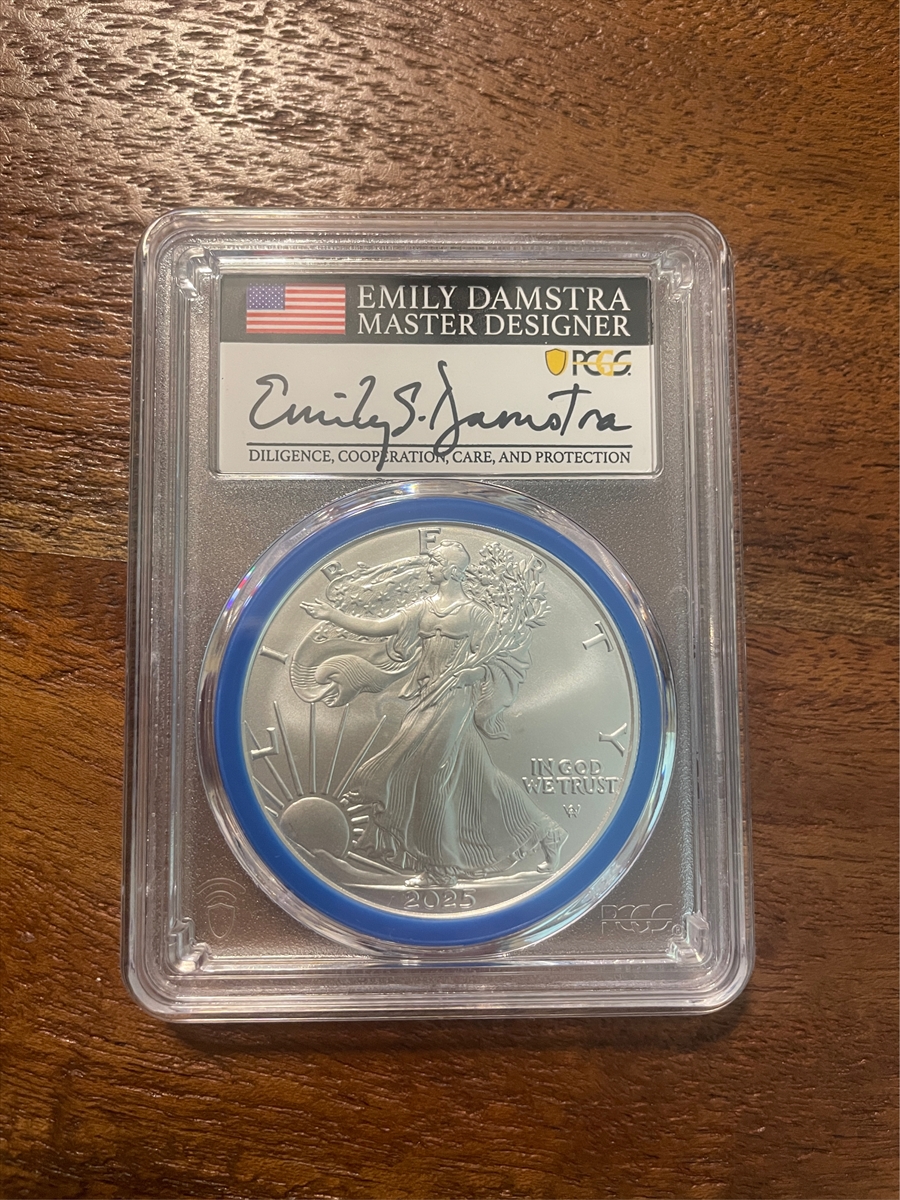 EMILY DAMSTRA
MASTER DESIGNER
PCGS
Emily S. Damstra
DILIGENCE, COOPERATION, CARE, AND PROTECTION
LIBERTY
IN GOD
WE TRUST
AW
2025
PCGS